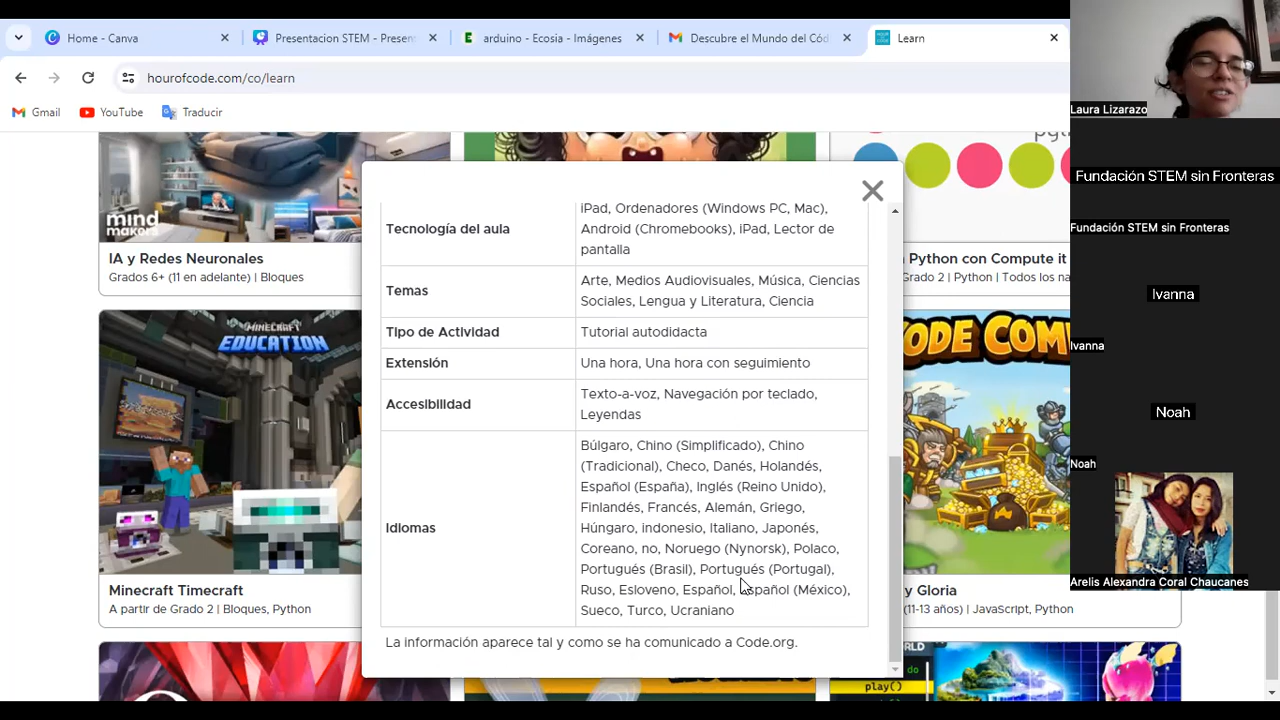 Home - Canva
Presentacion STEM - Presen
arduino - Ecosia - Imágenes
Descubre el Mundo del Cód
Learn
hourofcode.com/co/learn
Gmail
YouTube
Traducir
mind
makers
IA y Redes Neuronales
Grados 6+ (11 en adelante) | Bloques
Python con Compute it
Grado 2 | Python | Todos los na
MINECRAFT
EDUCATION
Minecraft Timecraft
A partir de Grado 2 | Bloques, Python
CODE COM
y Gloria
(11-13 años) | JavaScript, Python
do
play()
Tecnología del aula
iPad, Ordenadores (Windows PC, Mac),
Android (Chromebooks), iPad, Lector de
pantalla
Temas
Arte, Medios Audiovisuales, Música, Ciencias
Sociales, Lengua y Literatura, Ciencia
Tipo de Actividad
Tutorial autodidacta
Extensión
Una hora, Una hora con seguimiento
Accesibilidad
Texto-a-voz, Navegación por teclado,
Leyendas
Idiomas
Búlgaro, Chino (Simplificado), Chino
(Tradicional), Checo, Danés, Holandés,
Español (España), Inglés (Reino Unido),
Finlandés, Francés, Alemán, Griego,
Húngaro, indonesio, Italiano, Japonés,
Coreano, no, Noruego (Nynorsk), Polaco,
Portugués (Brasil), Portugués (Portugal),
Ruso, Esloveno, Español, Español (México),
Sueco, Turco, Ucraniano
La información aparece tal y como se ha comunicado a Code.org.
Laura Lizarazo
Fundación STEM sin Fronteras
Fundación STEM sin Fronteras
Ivanna
Ivanna
Noah
Noah
Arelis Alexandra Coral Chaucanes